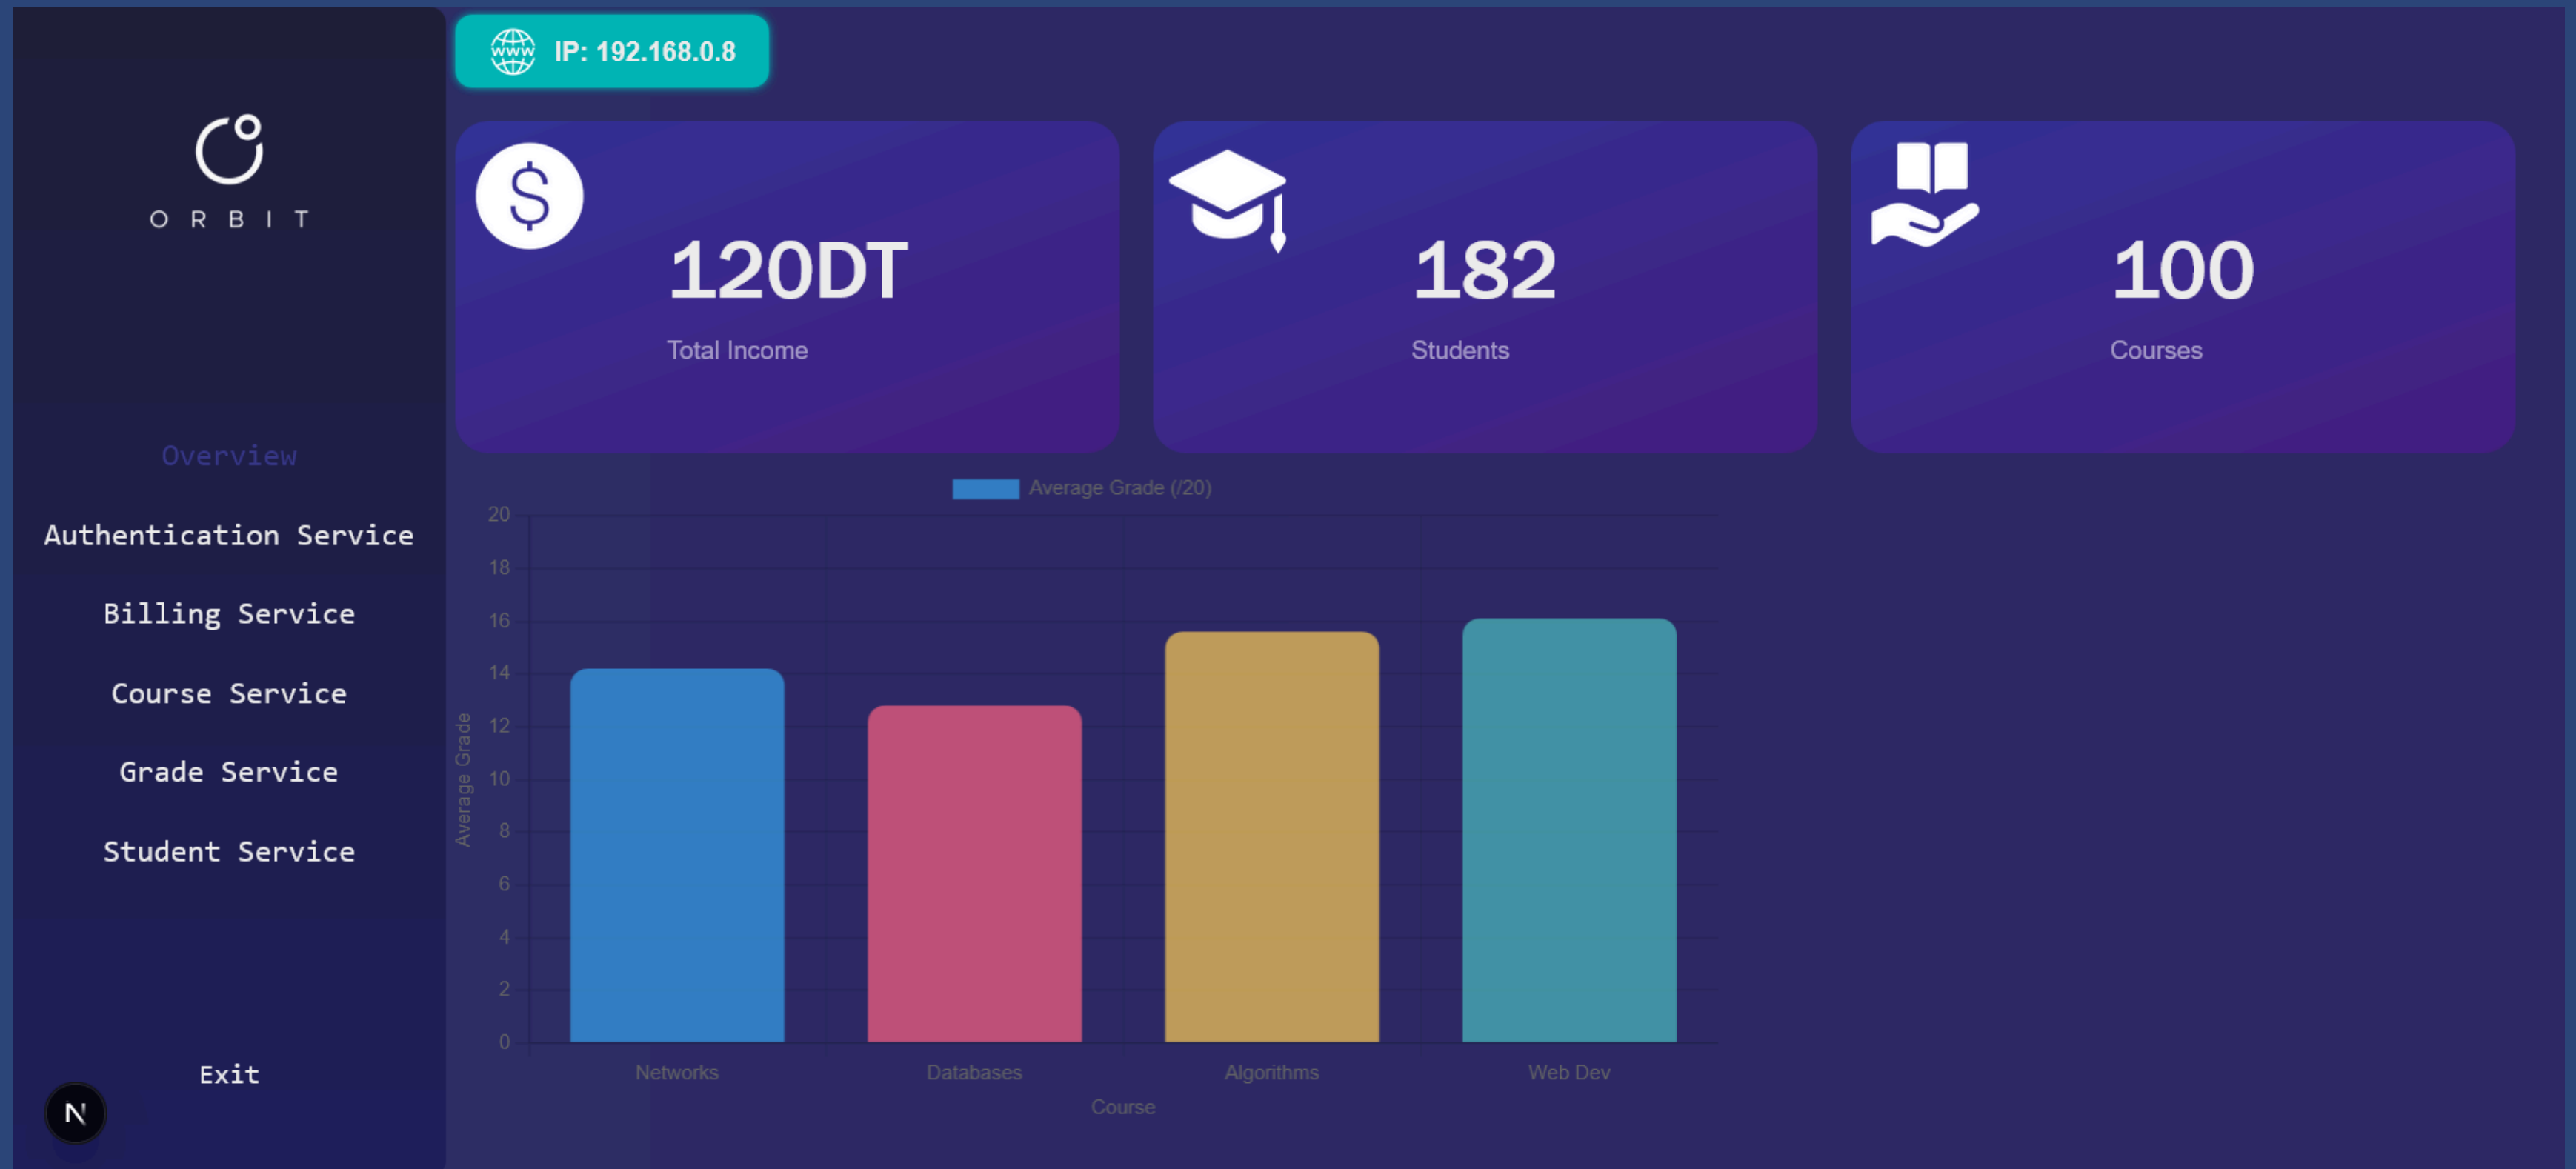 ORBIT
Overview
Authentication Service
Billing Service
Course Service
Grade Service
Student Service
Exit
N
www
IP: 192.168.0.8
$
120DT
Total Income
182
Students
100
Courses
Average Grade (/20)
Average Grade
20
18
16
14
12
10
8
6
4
2
0
Networks Databases Algorithms Web Dev
Course